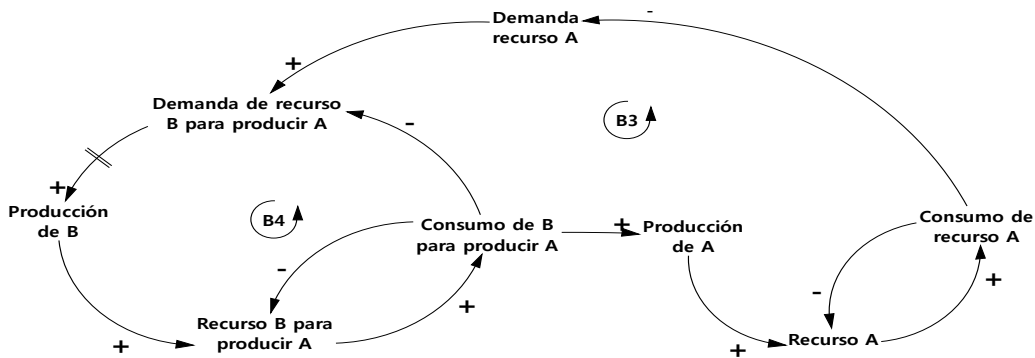 Demanda
recurso A
-
+
Demanda de recurso
B para producir A
-
B3
+
Producción
de B
B4
Consumo de B
para producir A
+
Producción
de A
Consumo de
recurso A
-
+
-
+
Recurso B para
producir A
+
Recurso A
+